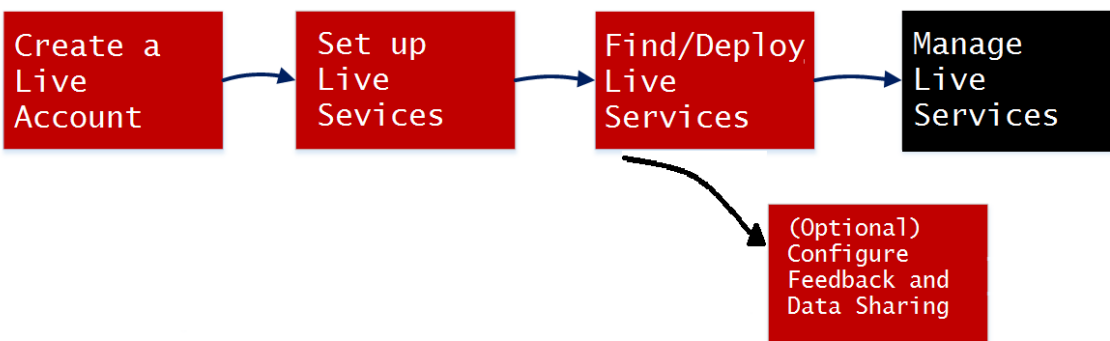 Create a
Live
Account
Set up
Live
Sevices
Find/Deploy
Live
Services
Manage
Live
Services
(Optional)
Configure
Feedback and
Data Sharing